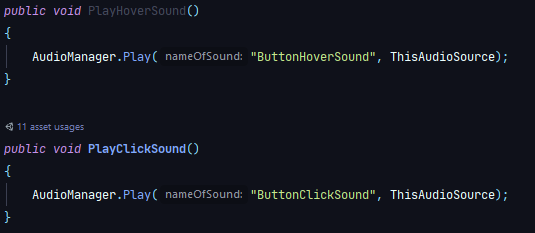 public void PlayHoverSound()
{
AudioManager.Play( nameOfSound: "ButtonHoverSound", ThisAudioSource);
}
11 asset usages
public void PlayClickSound()
{
AudioManager.Play( nameOfSound: "ButtonClickSound", ThisAudioSource);
}